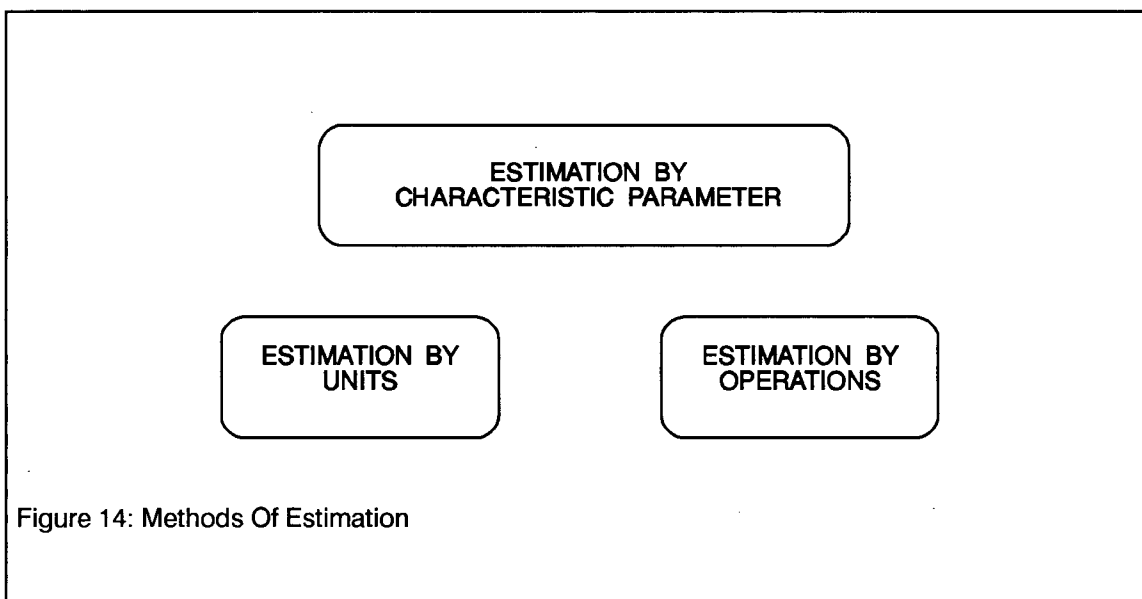 ESTIMATION BY
CHARACTERISTIC PARAMETER
ESTIMATION BY
UNITS
ESTIMATION BY
OPERATIONS
Figure 14: Methods Of Estimation